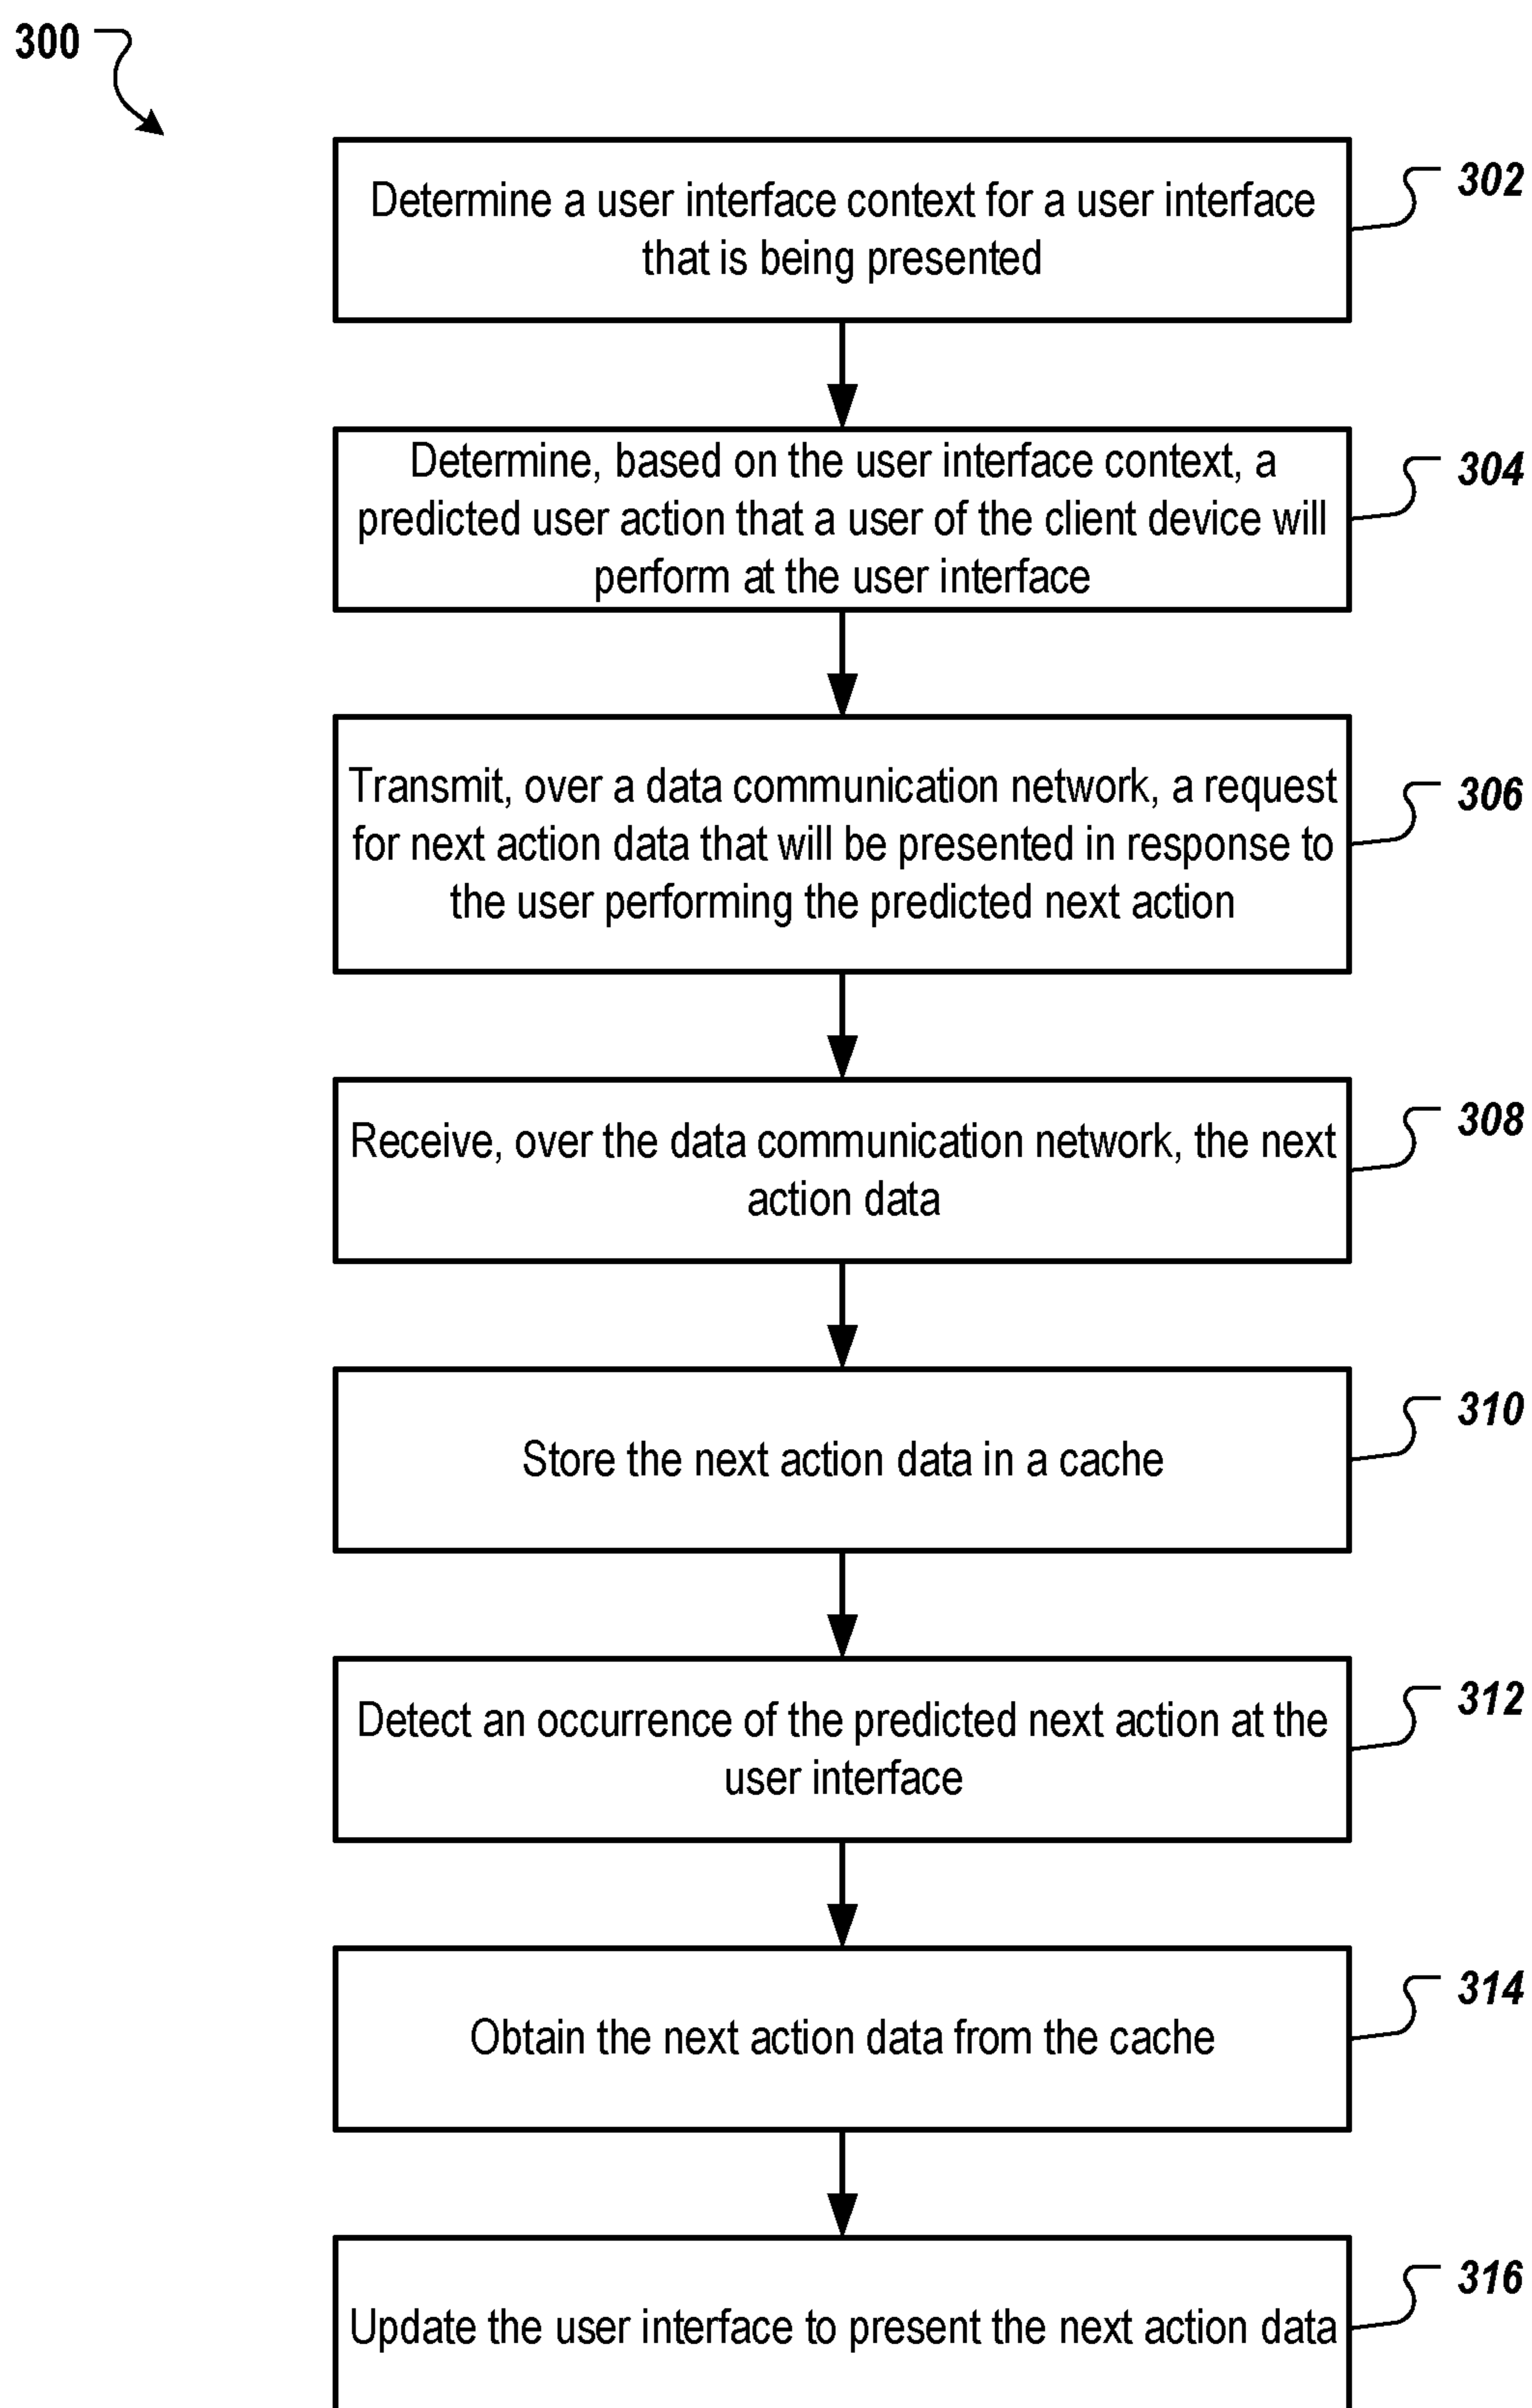 300
Determine a user interface context for a user interface
that is being presented
302
Determine, based on the user interface context, a
predicted user action that a user of the client device will
perform at the user interface
304
Transmit, over a data communication network, a request
for next action data that will be presented in response to
the user performing the predicted next action
306
Receive, over the data communication network, the next
action data
308
Store the next action data in a cache
310
Detect an occurrence of the predicted next action at the
user interface
312
Obtain the next action data from the cache
314
Update the user interface to present the next action data
316